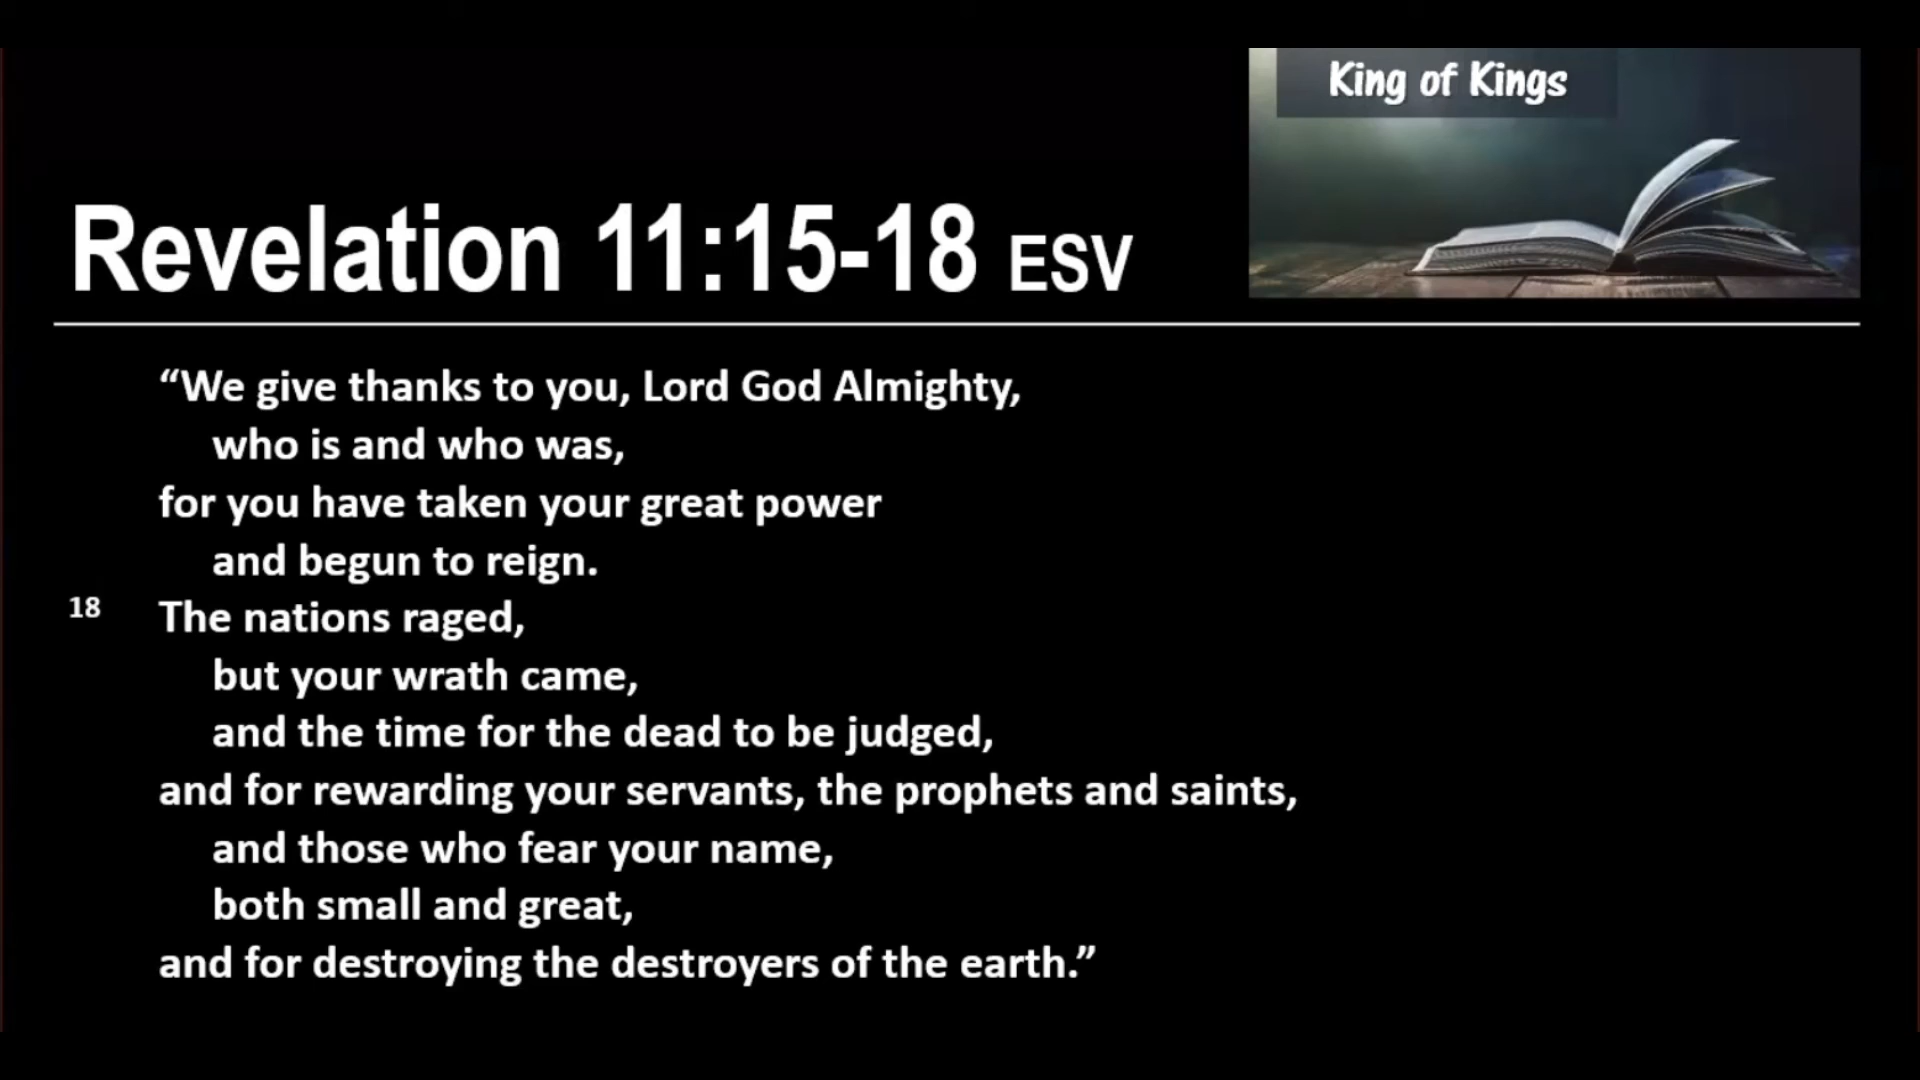 King of Kings
Revelation 11:15-18 ESV
“We give thanks to you, Lord God Almighty,
who is and who was,
for you have taken your great power
and begun to reign.
18 The nations raged,
but your wrath came,
and the time for the dead to be judged,
and for rewarding your servants, the prophets and saints,
and those who fear your name,
both small and great,
and for destroying the destroyers of the earth.”